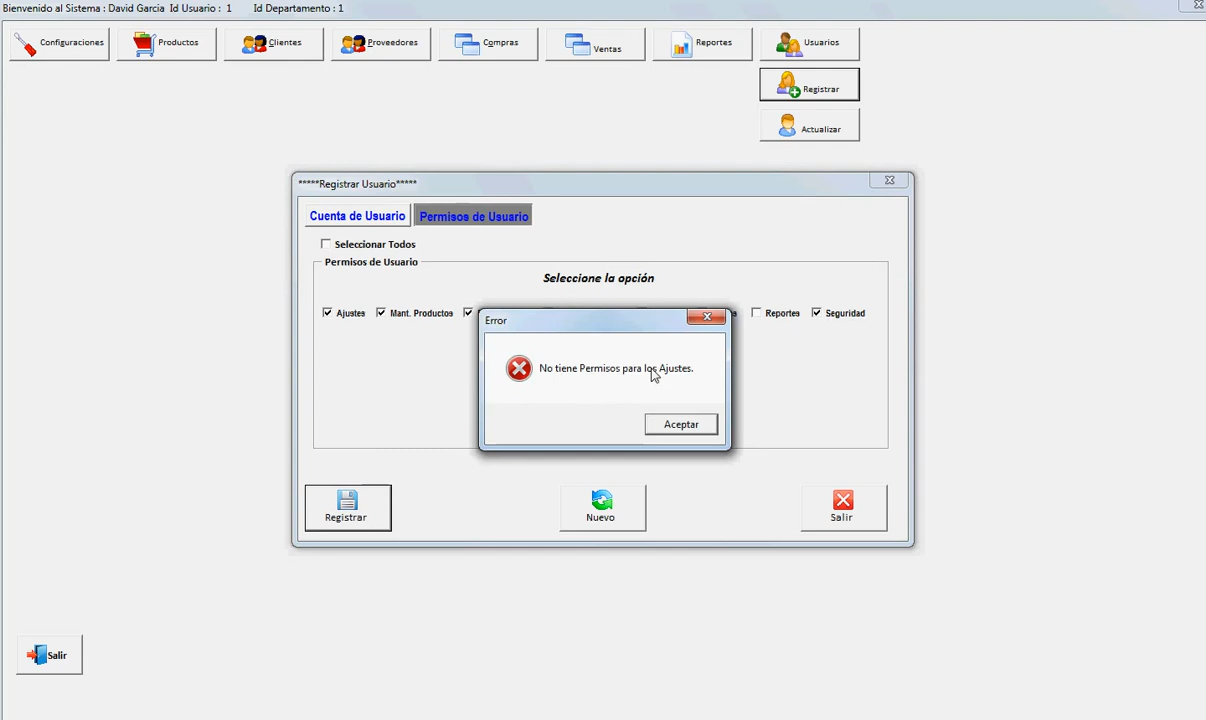 Bienvenido al Sistema : David Garcia Id Usuario : 1 Id Departamento : 1
Configuraciones Productos Clientes Proveedores Compras Ventas Reportes Usuarios
Registrar
Actualizar
*****Registrar Usuario*****
Cuenta de Usuario Permisos de Usuario
Seleccionar Todos
Permisos de Usuario
Seleccione la opción
Ajustes Mant. Productos Reportes Seguridad
Error
No tiene Permisos para los Ajustes.
Aceptar
Registrar Nuevo Salir
Salir